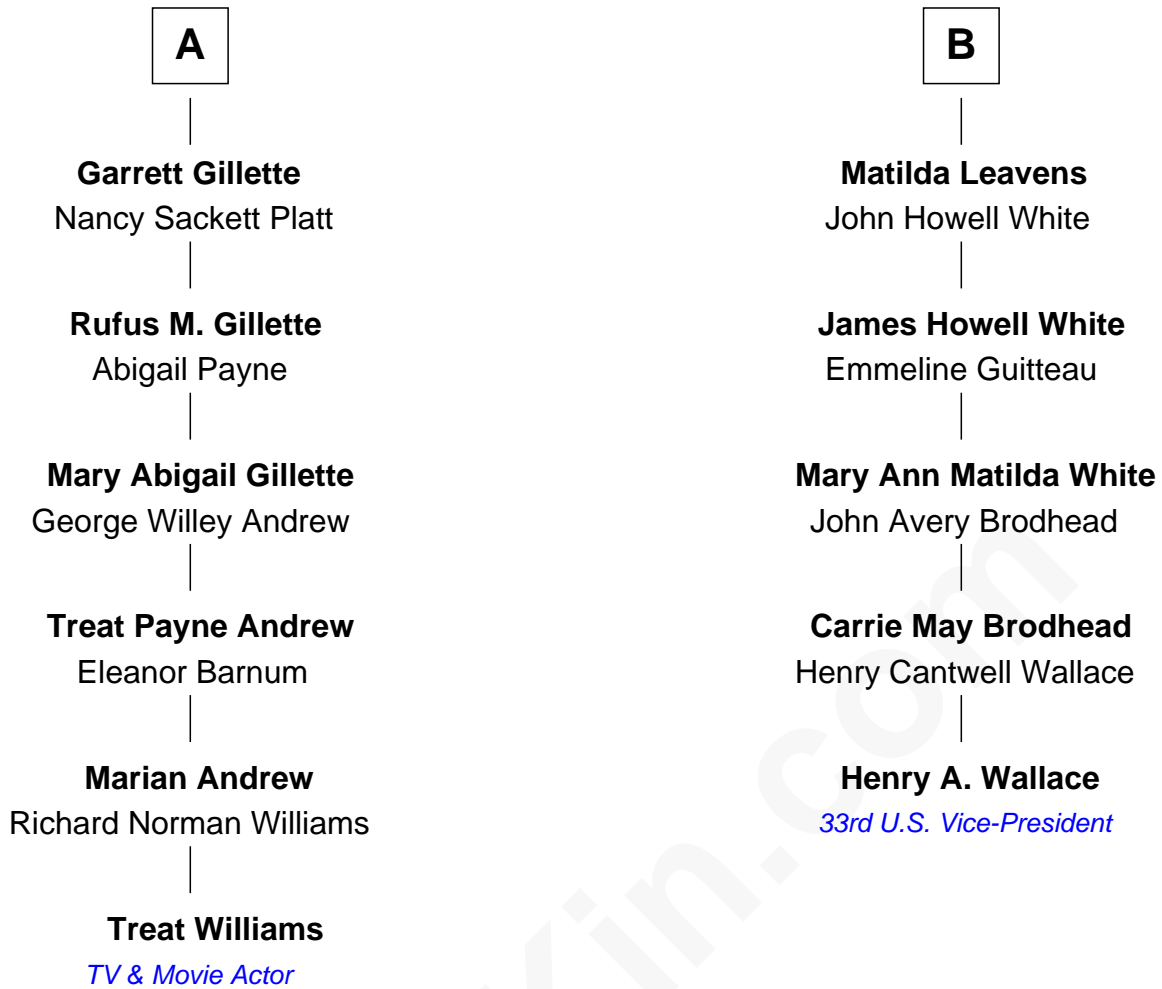 A
Garrett Gillette
Nancy Sackett Platt
Rufus M. Gillette
Abigail Payne
Mary Abigail Gillette
George Willey Andrew
Treat Payne Andrew
Eleanor Barnum
Marian Andrew
Richard Norman Williams
Treat Williams
TV & Movie Actor
B
Matilda Leavens
John Howell White
James Howell White
Emmeline Guitteau
Mary Ann Matilda White
John Avery Brodhead
Carrie May Brodhead
Henry Cantwell Wallace
Henry A. Wallace
33rd U.S. Vice-President
Kin.com